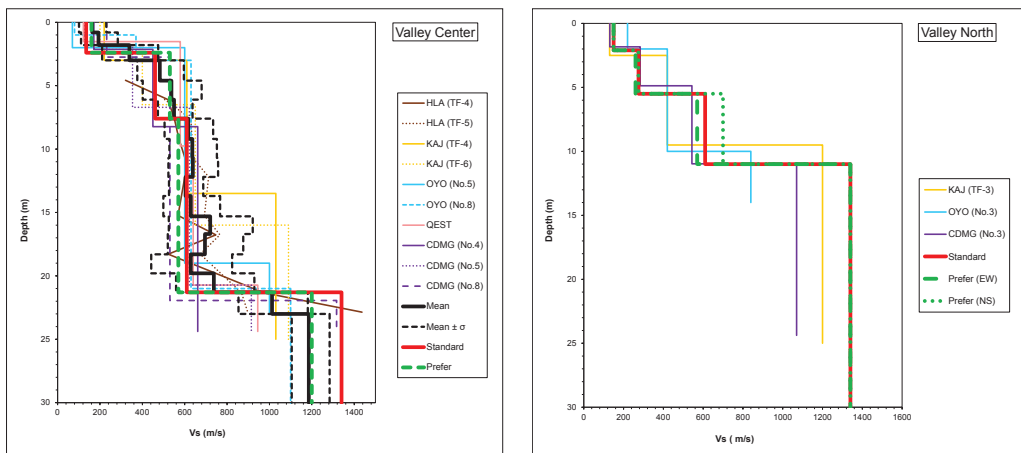 Valley Center
0
5
10
15
20
25
30
Depth (m)
0 200 400 600 800 1000 1200 1400
Vs (m/s)
HLA (TF-4)
HLA (TF-5)
KAJ (TF-4)
KAJ (TF-6)
OYO (No.5)
OYO (No.8)
QEST
CDMG (No.4)
CDMG (No.5)
CDMG (No.8)
Mean
Mean ± σ
Standard
Prefer
Valley North
0
5
10
15
20
25
30
Depth (m)
0 200 400 600 800 1000 1200 1400 1600
Vs ( m/s)
KAJ (TF-3)
OYO (No.3)
CDMG (No.3)
Standard
Prefer (EW)
Prefer (NS)